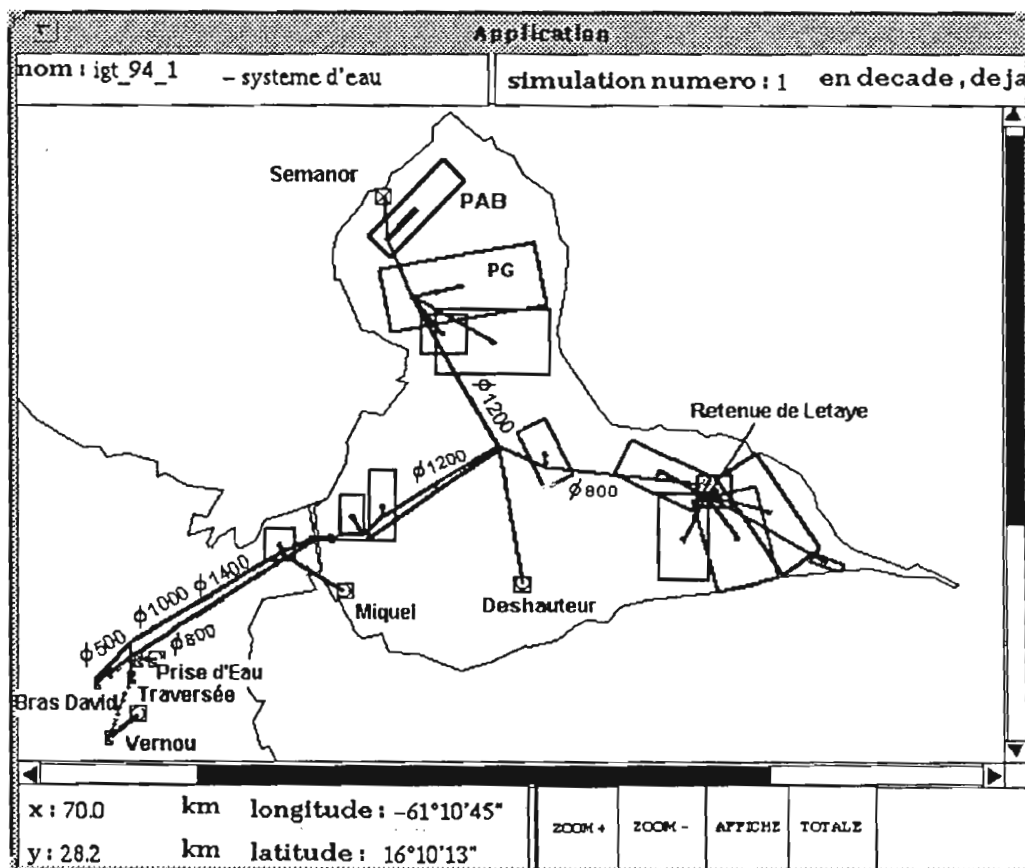 Application
nom : igt_94_1 – systeme d'eau
simulation numero : 1 en decade, deja
Semanor
PAB
PG
ϕ1200
Retenue de Letaye
ϕ1200
ϕ800
ϕ1400
ϕ1000
Miquel
Deshauteur
ϕ500
ϕ800
Prise d'Eau
Bras David
Traversée
Vernou
x : 70.0 km longitude : –61°10'45"
y : 28.2 km latitude : 16°10'13"
ZOOM + ZOOM - AFFICHE TOTALE